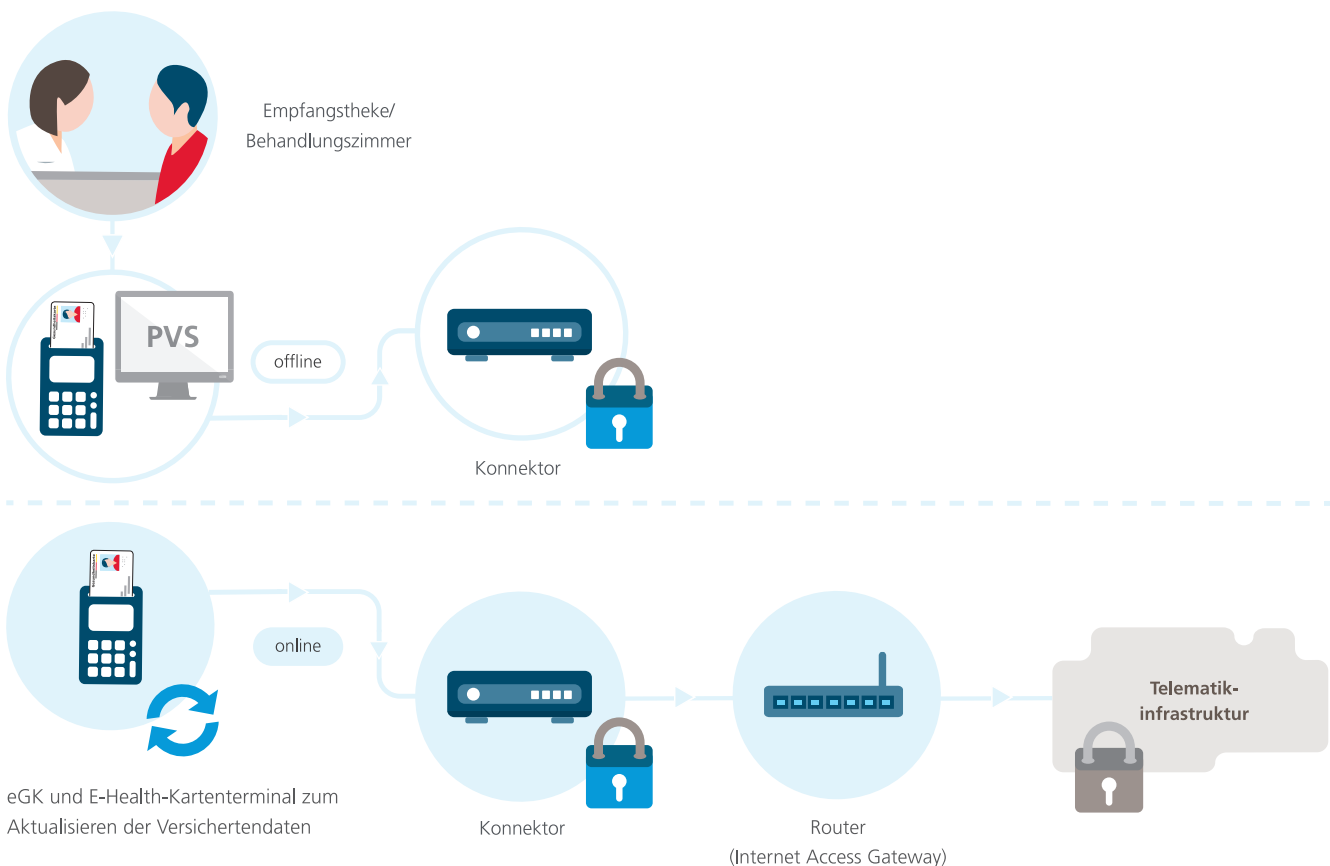 Empfangstheke/
Behandlungszimmer
PVS
offline
Konnektor
online
Telematik-
infrastruktur
eGK und E-Health-Kartenterminal zum
Aktualisieren der Versichertendaten
Konnektor
Router
(Internet Access Gateway)